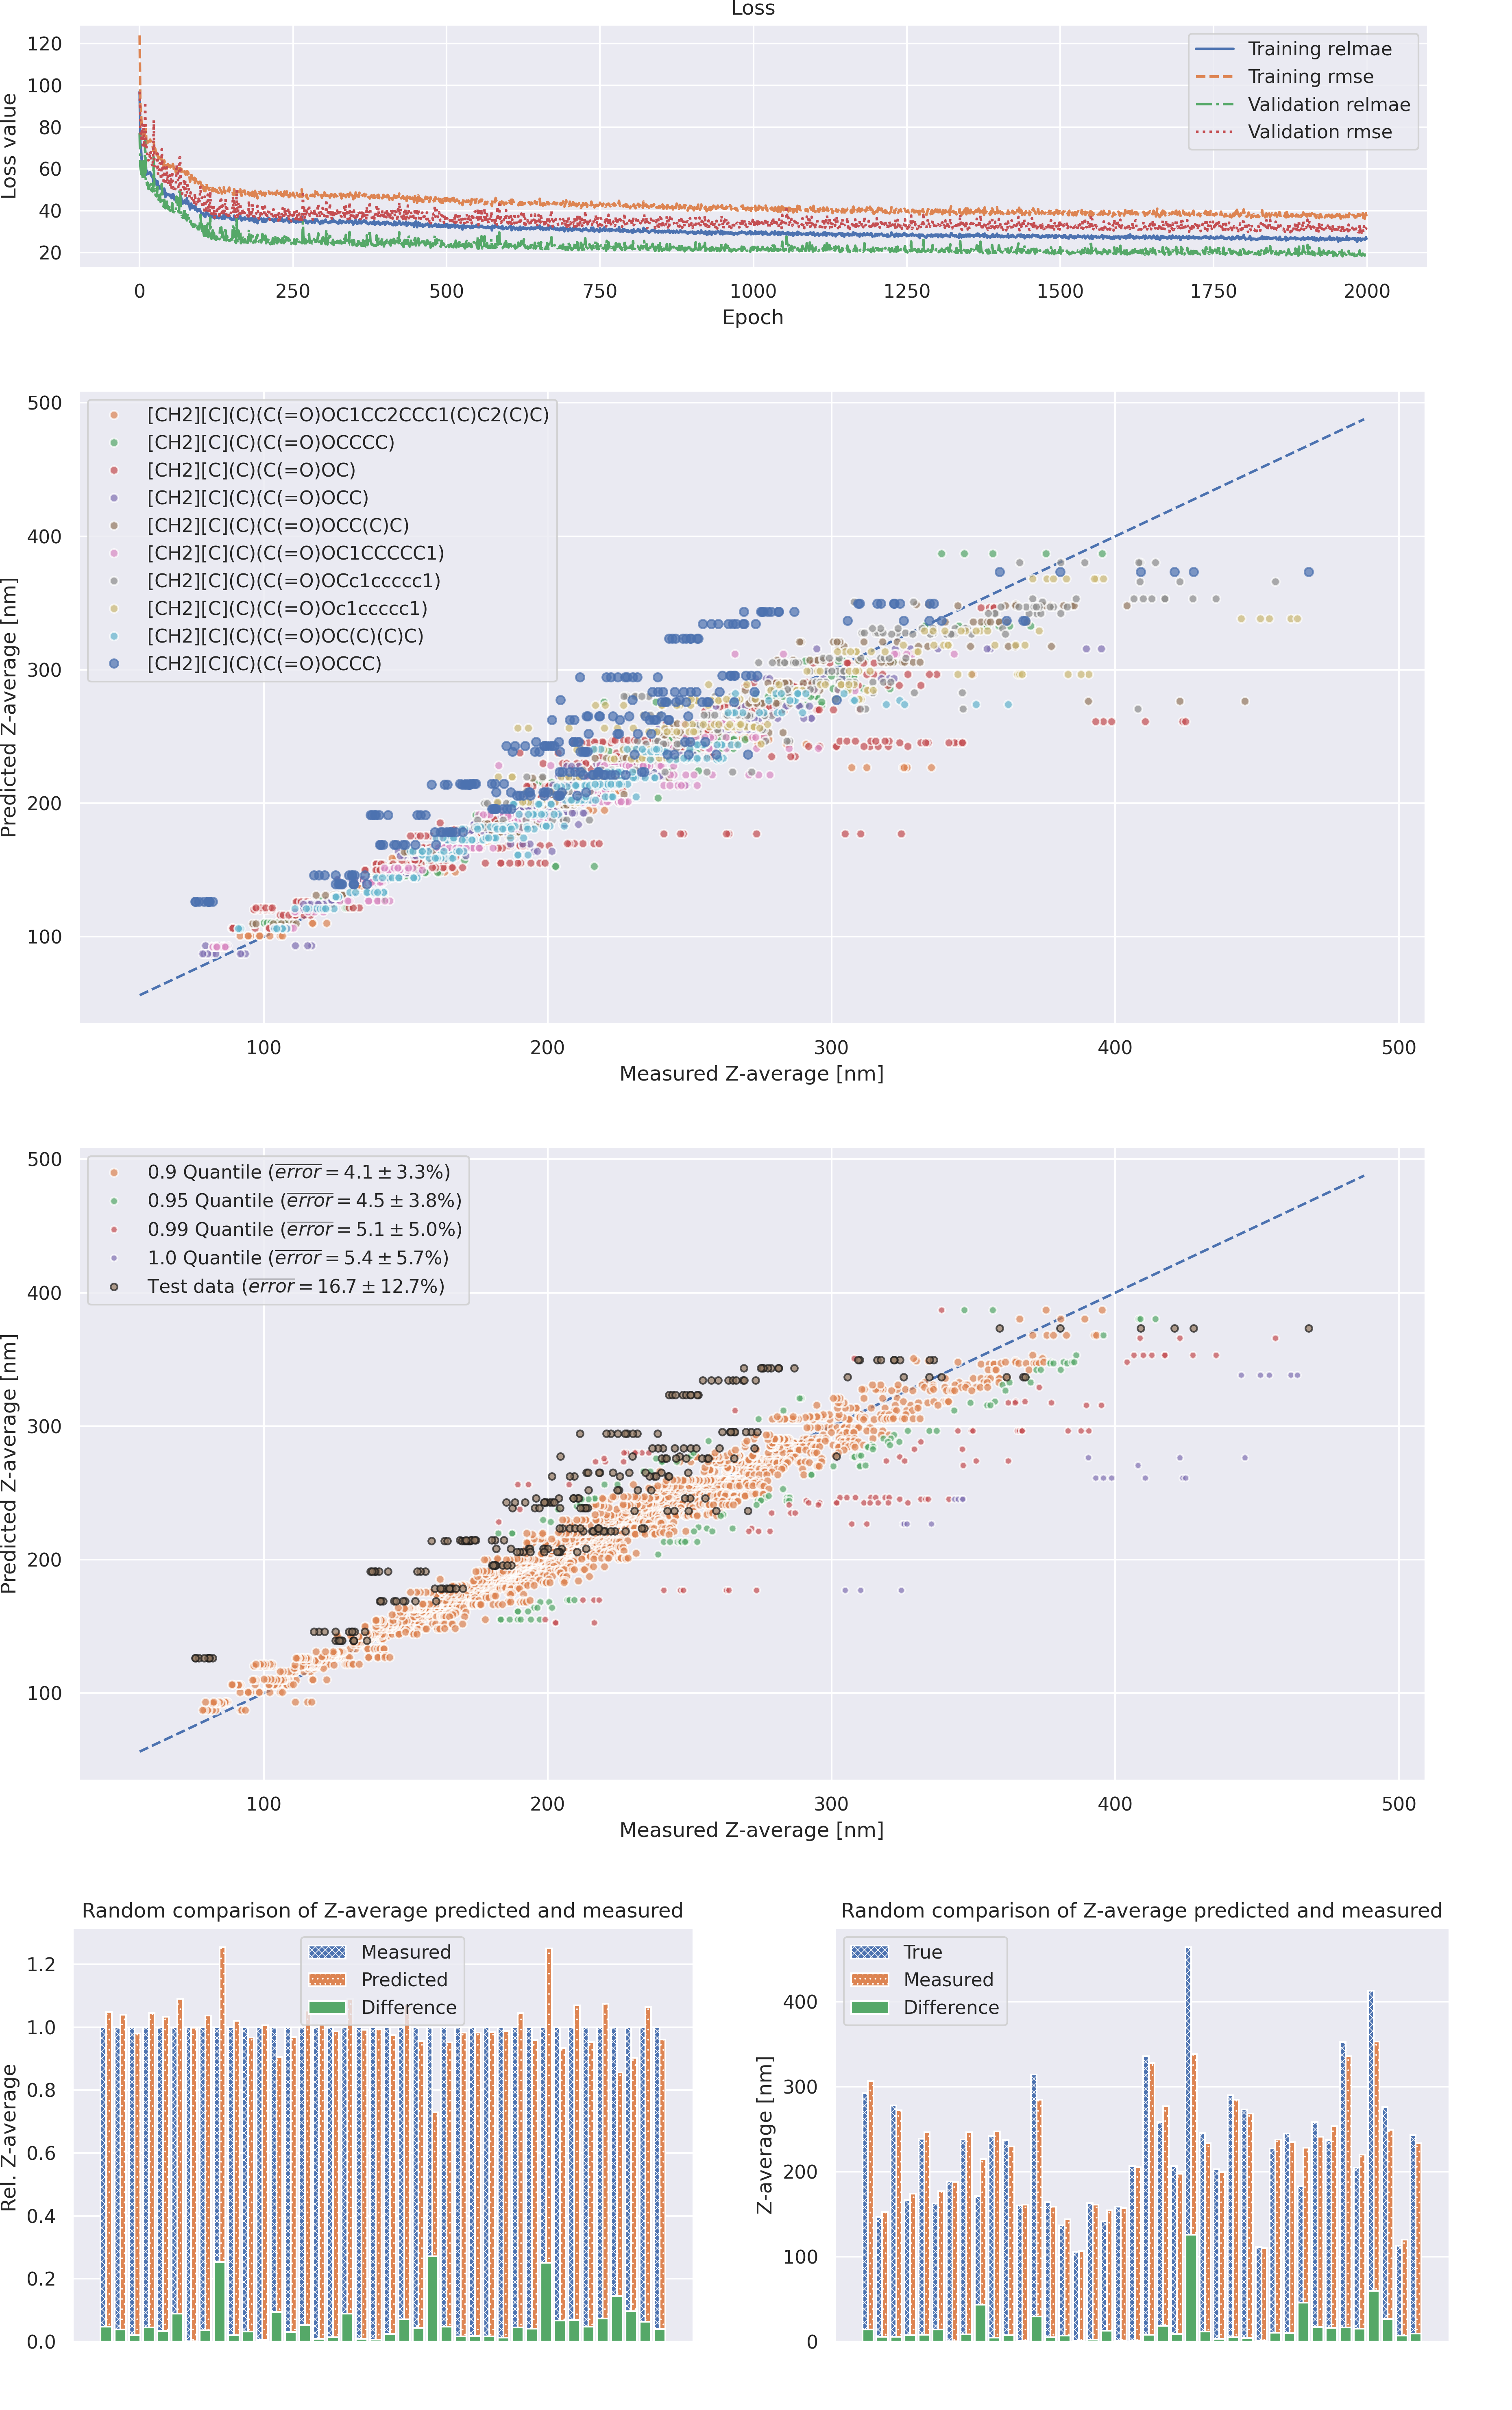 Loss
120
100
80
60
40
20
Loss value
Training relmae
Training rmse
Validation relmae
Validation rmse
0 250 500 750 1000 1250 1500 1750 2000
Epoch
500
400
300
200
100
Predicted Z-average [nm]
[CH2][C](C)(C(=O)OC1CC2CCC1(C)C2(C)C)
[CH2][C](C)(C(=O)OCCCC)
[CH2][C](C)(C(=O)OC)
[CH2][C](C)(C(=O)OCC)
[CH2][C](C)(C(=O)OCC(C)C)
[CH2][C](C)(C(=O)OC1CCCCC1)
[CH2][C](C)(C(=O)OCc1ccccc1)
[CH2][C](C)(C(=O)Oc1ccccc1)
[CH2][C](C)(C(=O)OC(C)(C)C)
[CH2][C](C)(C(=O)OCCC)
100 200 300 400 500
Measured Z-average [nm]
500
400
300
200
100
Predicted Z-average [nm]
0.9 Quantile (error = 4.1 ± 3.3%)
0.95 Quantile (error = 4.5 ± 3.8%)
0.99 Quantile (error = 5.1 ± 5.0%)
1.0 Quantile (error = 5.4 ± 5.7%)
Test data (error = 16.7 ± 12.7%)
100 200 300 400 500
Measured Z-average [nm]
Random comparison of Z-average predicted and measured
1.2
1.0
0.8
0.6
0.4
0.2
0.0
Rel. Z-average
Measured
Predicted
Difference
Random comparison of Z-average predicted and measured
400
300
200
100
0
Z-average [nm]
True
Measured
Difference